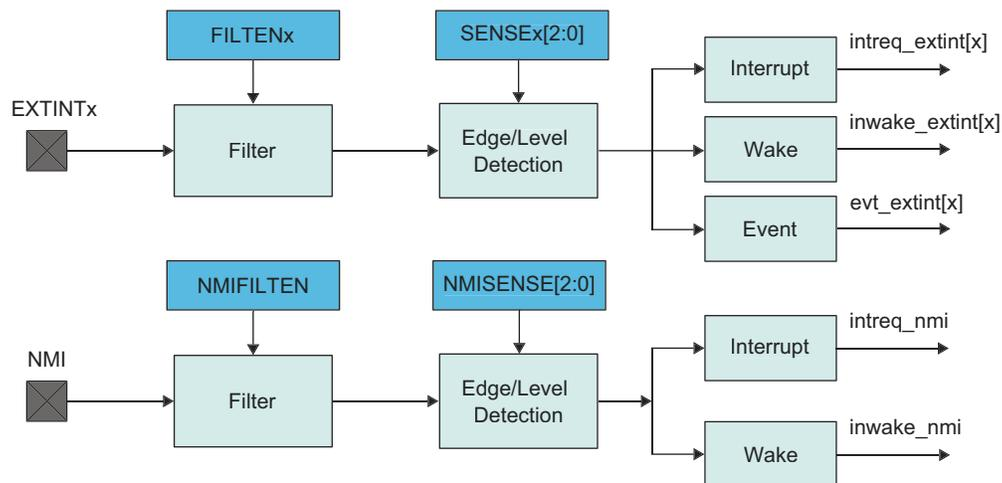 FILTENx
SENSEx[2:0]
intreq_extint[x]
EXTINTx
Interrupt
Filter
Edge/Level
Detection
inwake_extint[x]
Wake
evt_extint[x]
Event
NMIFILTEN
NMISENSE[2:0]
intreq_nmi
NMI
Interrupt
Filter
Edge/Level
Detection
inwake_nmi
Wake